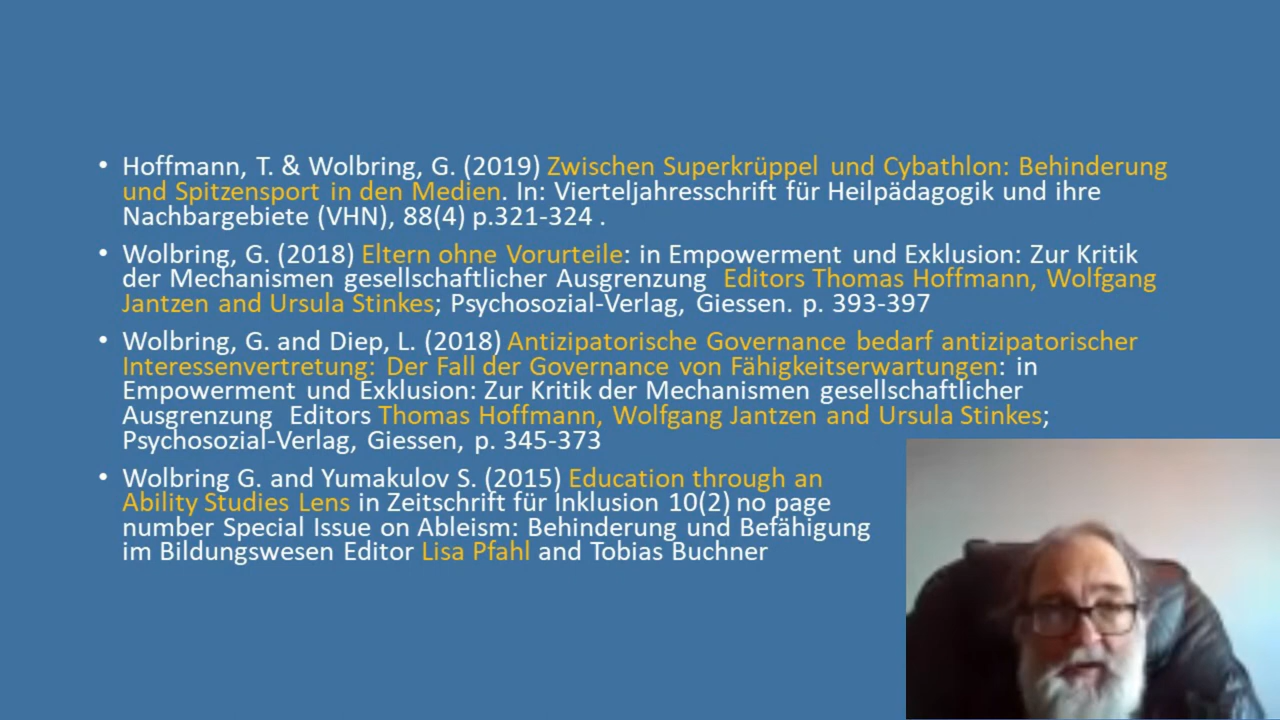 • Hoffmann, T. & Wolbring, G. (2019) Zwischen Superkrüppel und Cybathlon: Behinderung
und Spitzensport in den Medien. In: Vierteljahresschrift für Heilpädagogik und ihre
Nachbargebiete (VHN), 88(4) p.321-324 .
• Wolbring, G. (2018) Eltern ohne Vorurteile: in Empowerment und Exklusion: Zur Kritik
der Mechanismen gesellschaftlicher Ausgrenzung Editors Thomas Hoffmann, Wolfgang
Jantzen and Ursula Stinkes; Psychosozial-Verlag, Giessen. p. 393-397
• Wolbring, G. and Diep, L. (2018) Antizipatorische Governance bedarf antizipatorischer
Interessenvertretung: Der Fall der Governance von Fähigkeitserwartungen: in
Empowerment und Exklusion: Zur Kritik der Mechanismen gesellschaftlicher
Ausgrenzung Editors Thomas Hoffmann, Wolfgang Jantzen and Ursula Stinkes;
Psychosozial-Verlag, Giessen, p. 345-373
• Wolbring G. and Yumakulov S. (2015) Education through an
Ability Studies Lens in Zeitschrift für Inklusion 10(2) no page
number Special Issue on Ableism: Behinderung und Befähigung
im Bildungswesen Editor Lisa Pfahl and Tobias Buchner